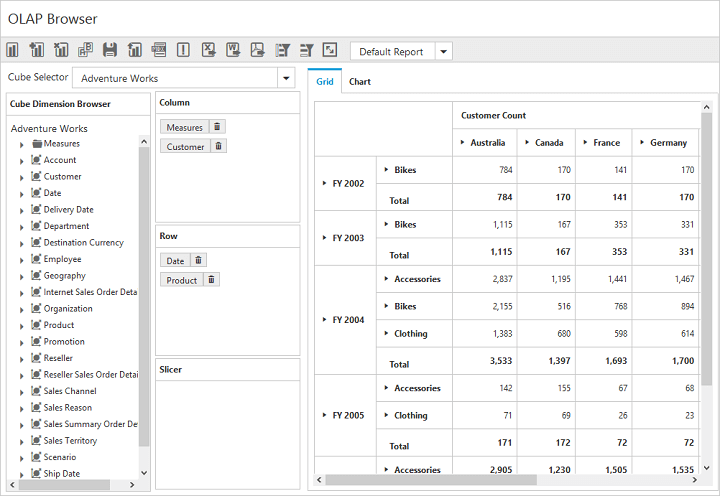 OLAP Browser
Default Report
Cube Selector
Adventure Works
Cube Dimension Browser
Adventure Works
Measures
Account
Customer
Date
Delivery Date
Department
Destination Currency
Employee
Geography
Internet Sales Order Detai
Organization
Product
Promotion
Reseller
Reseller Sales Order Detail
Sales Channel
Sales Reason
Sales Summary Order Det
Sales Territory
Scenario
Ship Date
Column
Measures
Customer
Row
Date
Product
Slicer
Grid Chart
Customer Count
Australia Canada France Germany
FY 2002 Bikes 784 170 141 170
Total 784 170 141 170
FY 2003 Bikes 1,115 167 353 331
Total 1,115 167 353 331
FY 2004 Accessories 2,837 1,195 1,441 1,467
Bikes 2,155 516 768 894
Clothing 1,383 680 598 614
Total 3,533 1,397 1,693 1,700
FY 2005 Accessories 142 155 67 68
Clothing 71 69 26 23
Total 171 172 72 72
Accessories 2,905 1,230 1,505 1,535